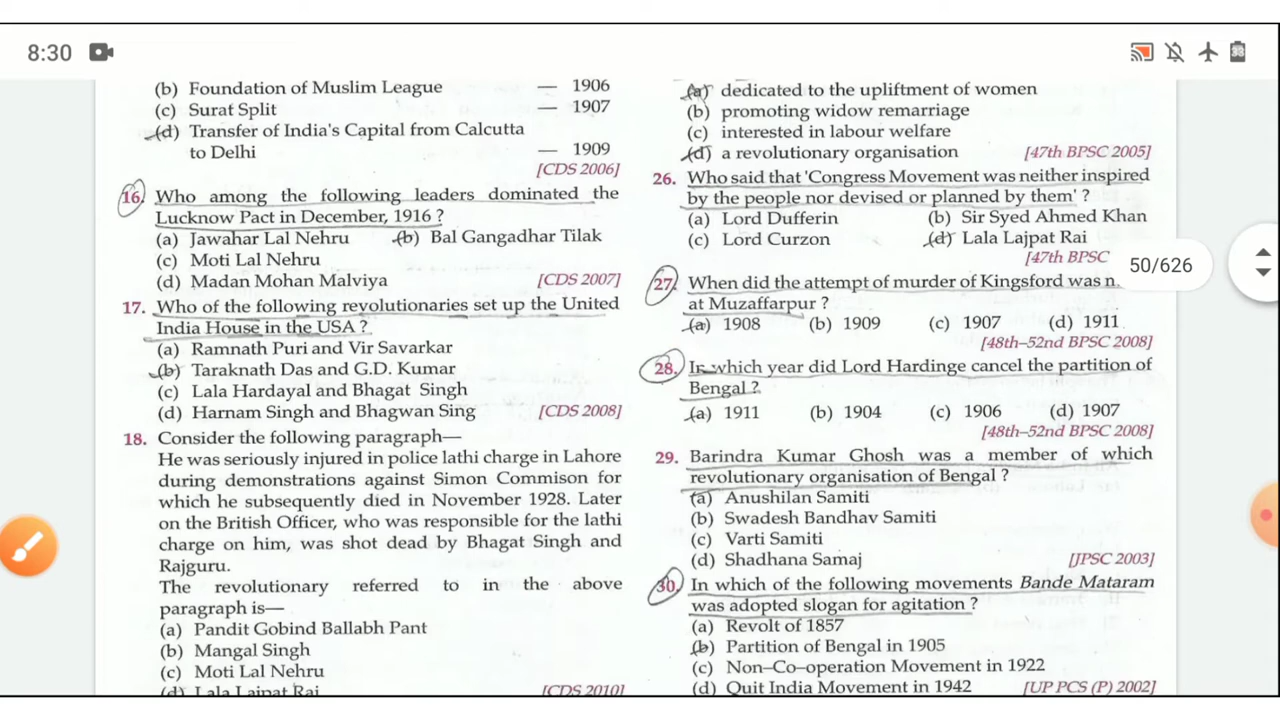 8:30
38
(b) Foundation of Muslim League — 1906
(c) Surat Split — 1907
(d) Transfer of India's Capital from Calcutta
to Delhi — 1909
[CDS 2006]
16. Who among the following leaders dominated the
Lucknow Pact in December, 1916 ?
(a) Jawahar Lal Nehru (b) Bal Gangadhar Tilak
(c) Moti Lal Nehru
(d) Madan Mohan Malviya [CDS 2007]
17. Who of the following revolutionaries set up the United
India House in the USA ?
(a) Ramnath Puri and Vir Savarkar
(b) Taraknath Das and G.D. Kumar
(c) Lala Hardayal and Bhagat Singh
(d) Harnam Singh and Bhagwan Sing [CDS 2008]
18. Consider the following paragraph—
He was seriously injured in police lathi charge in Lahore
during demonstrations against Simon Commison for
which he subsequently died in November 1928. Later
on the British Officer, who was responsible for the lathi
charge on him, was shot dead by Bhagat Singh and
Rajguru.
The revolutionary referred to in the above
paragraph is—
(a) Pandit Gobind Ballabh Pant
(b) Mangal Singh
(c) Moti Lal Nehru
(d) Lala Lajpat Rai [CDS 2010]
(a) dedicated to the upliftment of women
(b) promoting widow remarriage
(c) interested in labour welfare
(d) a revolutionary organisation [47th BPSC 2005]
26. Who said that 'Congress Movement was neither inspired
by the people nor devised or planned by them' ?
(a) Lord Dufferin (b) Sir Syed Ahmed Khan
(c) Lord Curzon (d) Lala Lajpat Rai
[47th BPSC
50/626
27. When did the attempt of murder of Kingsford was
at Muzaffarpur ?
(a) 1908 (b) 1909 (c) 1907 (d) 1911
[48th–52nd BPSC 2008]
28. In which year did Lord Hardinge cancel the partition of
Bengal ?
(a) 1911 (b) 1904 (c) 1906 (d) 1907
[48th–52nd BPSC 2008]
29. Barindra Kumar Ghosh was a member of which
revolutionary organisation of Bengal ?
(a) Anushilan Samiti
(b) Swadesh Bandhav Samiti
(c) Varti Samiti
(d) Shadhana Samaj [JPSC 2003]
30. In which of the following movements Bande Mataram
was adopted slogan for agitation ?
(a) Revolt of 1857
(b) Partition of Bengal in 1905
(c) Non–Co-operation Movement in 1922
(d) Quit India Movement in 1942 [UP PCS (P) 2002]